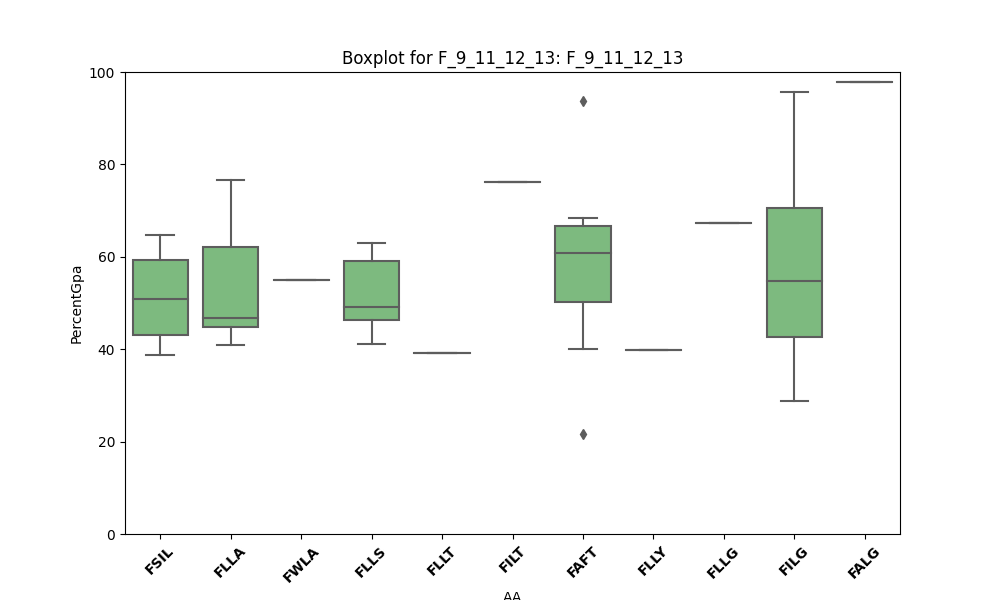 Boxplot for F_9_11_12_13: F_9_11_12_13
100
80
60
40
20
0
PercentGpa
FSIL
FLLA
FWLA
FLLS
FLLT
FILT
FAFT
FLLY
FLLG
FILG
FALG
AA